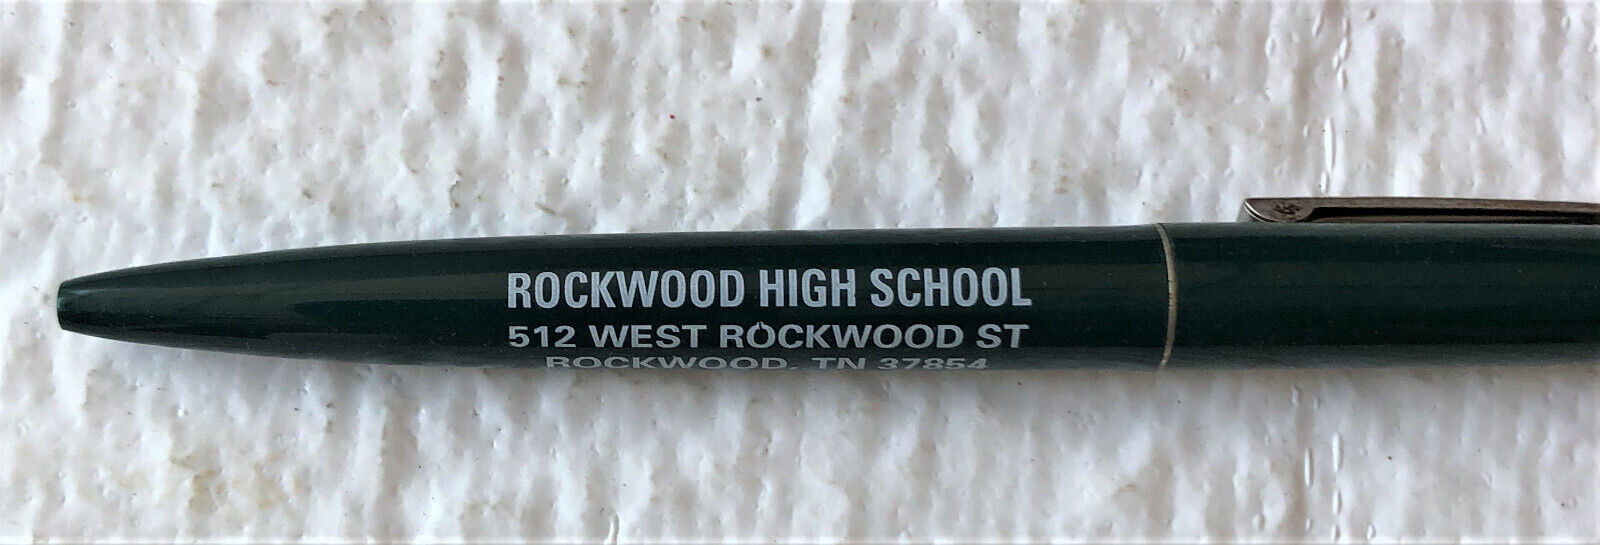 ROCKWOOD HIGH SCHOOL
512 WEST ROCKWOOD ST
ROCKWOOD, TN 37854